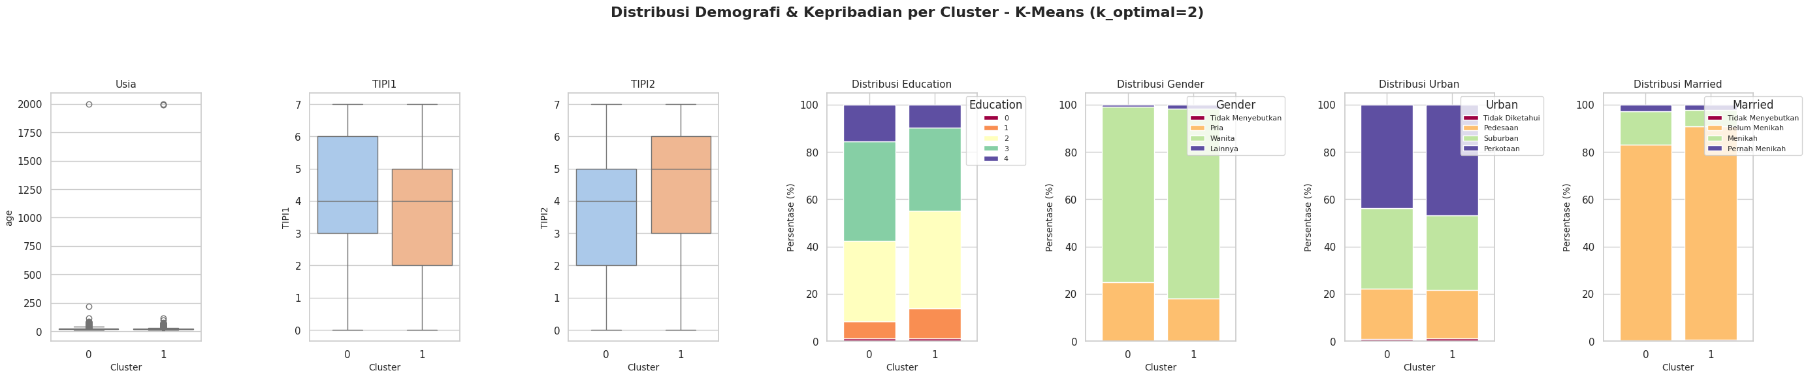 Distribusi Demografi & Kepribadian per Cluster - K-Means (k_optimal=2)
Usia
2000
1750
1500
1250
1000
750
500
250
0
age
0 1
Cluster
TIPI1
7
6
5
4
3
2
1
0
TIPI1
0 1
Cluster
TIPI2
7
6
5
4
3
2
1
0
TIPI2
0 1
Cluster
Distribusi Education
100
80
60
40
20
0
Persentase (%)
0 1
Cluster
Education
0
1
2
3
4
Distribusi Gender
100
80
60
40
20
0
Persentase (%)
0 1
Cluster
Gender
Tidak Menyebutkan
Pria
Wanita
Lainnya
Distribusi Urban
100
80
60
40
20
0
Persentase (%)
0 1
Cluster
Urban
Tidak Diketahui
Pedesaan
Suburban
Perkotaan
Distribusi Married
100
80
60
40
20
0
Persentase (%)
0 1
Cluster
Married
Tidak Menyebutkan
Belum Menikah
Menikah
Pernah Menikah